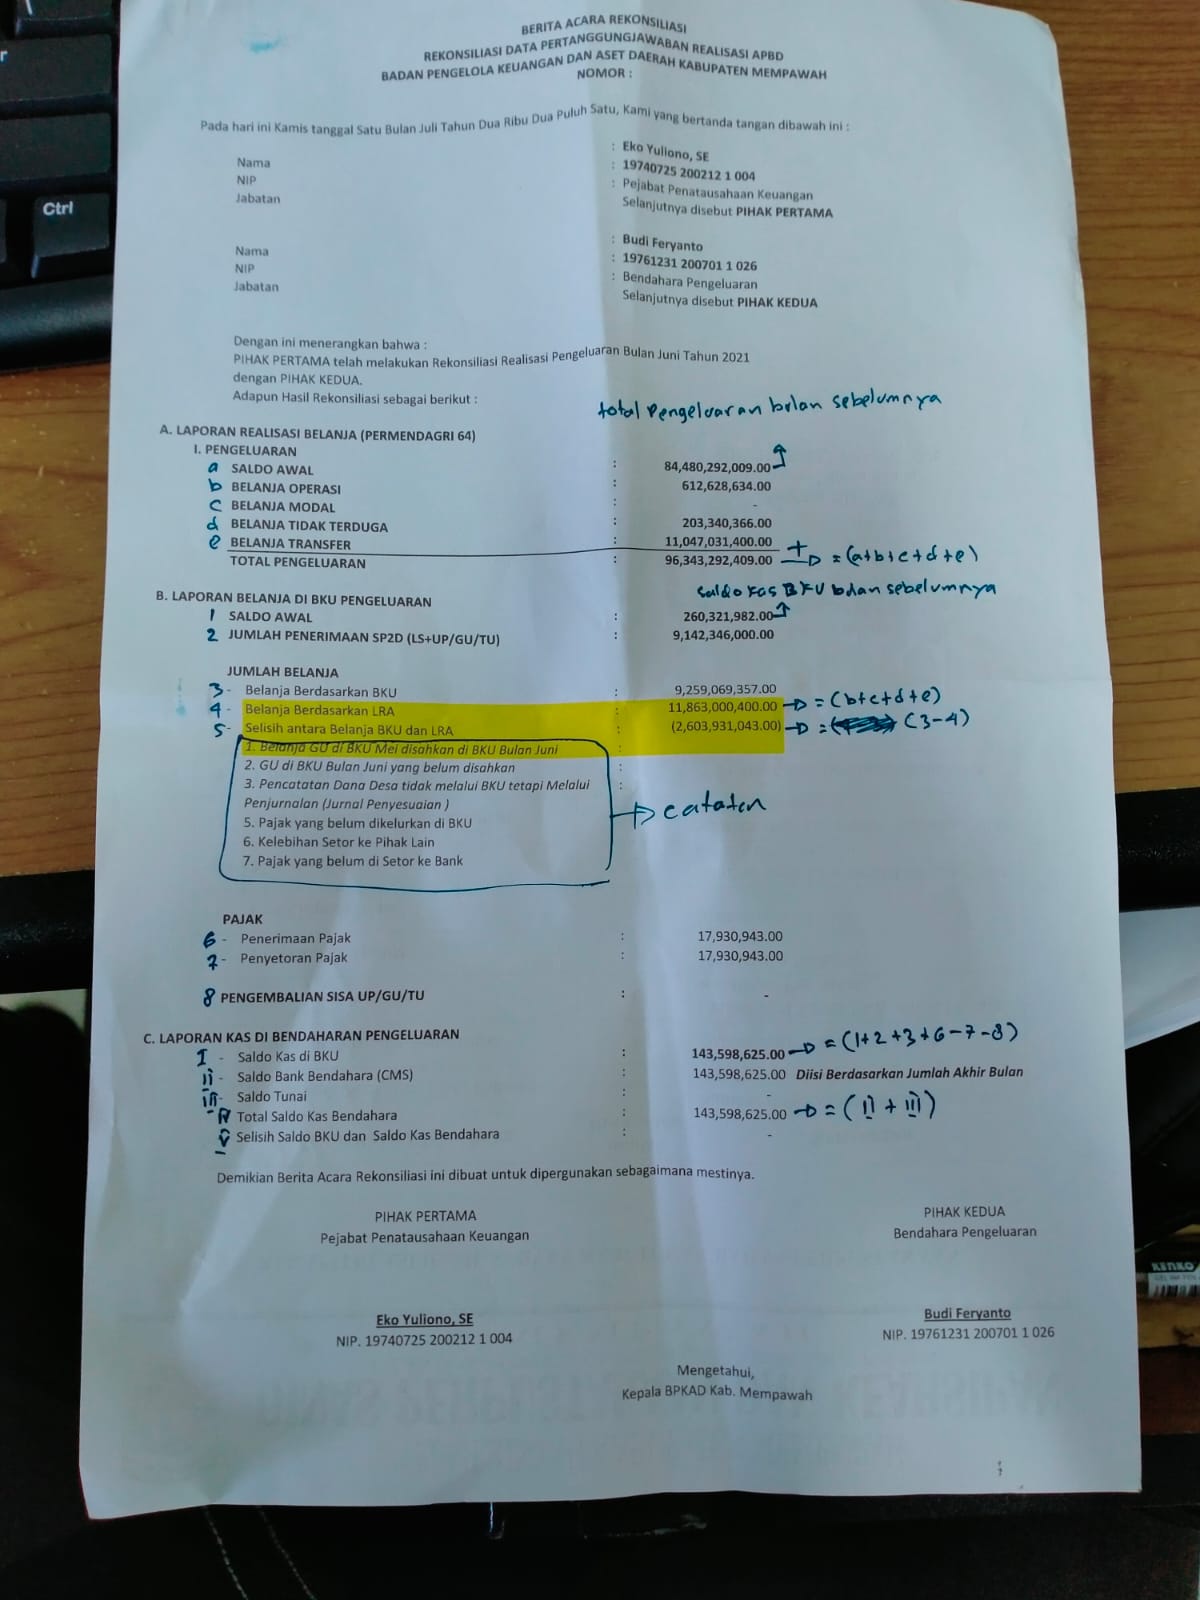 BERITA ACARA REKONSILIASI
REKONSILIASI DATA PERTANGGUNGJAWABAN REALISASI APBD
BADAN PENGELOLA KEUANGAN DAN ASET DAERAH KABUPATEN MEMPAWAH
NOMOR :
Pada hari ini Kamis tanggal Satu Bulan Juli Tahun Dua Ribu Dua Puluh Satu, Kami yang bertanda tangan dibawah ini :
Nama : Eko Yuliono, SE
NIP : 19740725 200212 1 004
Jabatan : Pejabat Penatausahaan Keuangan
Selanjutnya disebut PIHAK PERTAMA
Ctrl
Nama : Budi Feryanto
NIP : 19761231 200701 1 026
Jabatan : Bendahara Pengeluaran
Selanjutnya disebut PIHAK KEDUA
Dengan ini menerangkan bahwa :
PIHAK PERTAMA telah melakukan Rekonsiliasi Realisasi Pengeluaran Bulan Juni Tahun 2021
dengan PIHAK KEDUA.
Adapun Hasil Rekonsiliasi sebagai berikut :
total Pengeluaran bulan sebelumnya
A. LAPORAN REALISASI BELANJA (PERMENDAGRI 64)
I. PENGELUARAN
a SALDO AWAL : 84,480,292,009.00
b BELANJA OPERASI : 612,628,634.00
c BELANJA MODAL : -
d BELANJA TIDAK TERDUGA : 203,340,366.00
e BELANJA TRANSFER : 11,047,031,400.00 +
TOTAL PENGELUARAN : 96,343,292,409.00 = (a+b+c+d+e)
saldo kas BKU bulan sebelumnya
B. LAPORAN BELANJA DI BKU PENGELUARAN
1 SALDO AWAL : 260,321,982.00
2 JUMLAH PENERIMAAN SP2D (LS+UP/GU/TU) : 9,142,346,000.00
JUMLAH BELANJA
3 - Belanja Berdasarkan BKU : 9,259,069,357.00
4 - Belanja Berdasarkan LRA : 11,863,000,400.00 = (b+c+d+e)
5 - Selisih antara Belanja BKU dan LRA : (2,603,931,043.00) = (3-4)
1. Belanja GU di BKU Mei disahkan di BKU Bulan Juni :
2. GU di BKU Bulan Juni yang belum disahkan :
3. Pencatatan Dana Desa tidak melalui BKU tetapi Melalui :
Penjurnalan (Jurnal Penyesuaian )
catatan
5. Pajak yang belum dikelurkan di BKU
6. Kelebihan Setor ke Pihak Lain
7. Pajak yang belum di Setor ke Bank
PAJAK
6 - Penerimaan Pajak : 17,930,943.00
7 - Penyetoran Pajak : 17,930,943.00
8 PENGEMBALIAN SISA UP/GU/TU : -
C. LAPORAN KAS DI BENDAHARAN PENGELUARAN
I - Saldo Kas di BKU : 143,598,625.00 = (1+2+3+6-7-8)
II - Saldo Bank Bendahara (CMS) : 143,598,625.00 Diisi Berdasarkan Jumlah Akhir Bulan
III - Saldo Tunai : -
IV Total Saldo Kas Bendahara : 143,598,625.00 = (II + III)
V Selisih Saldo BKU dan Saldo Kas Bendahara : -
Demikian Berita Acara Rekonsiliasi ini dibuat untuk dipergunakan sebagaimana mestinya.
PIHAK PERTAMA
Pejabat Penatausahaan Keuangan
PIHAK KEDUA
Bendahara Pengeluaran
Eko Yuliono, SE
NIP. 19740725 200212 1 004
Budi Feryanto
NIP. 19761231 200701 1 026
Mengetahui,
Kepala BPKAD Kab. Mempawah
KENKO